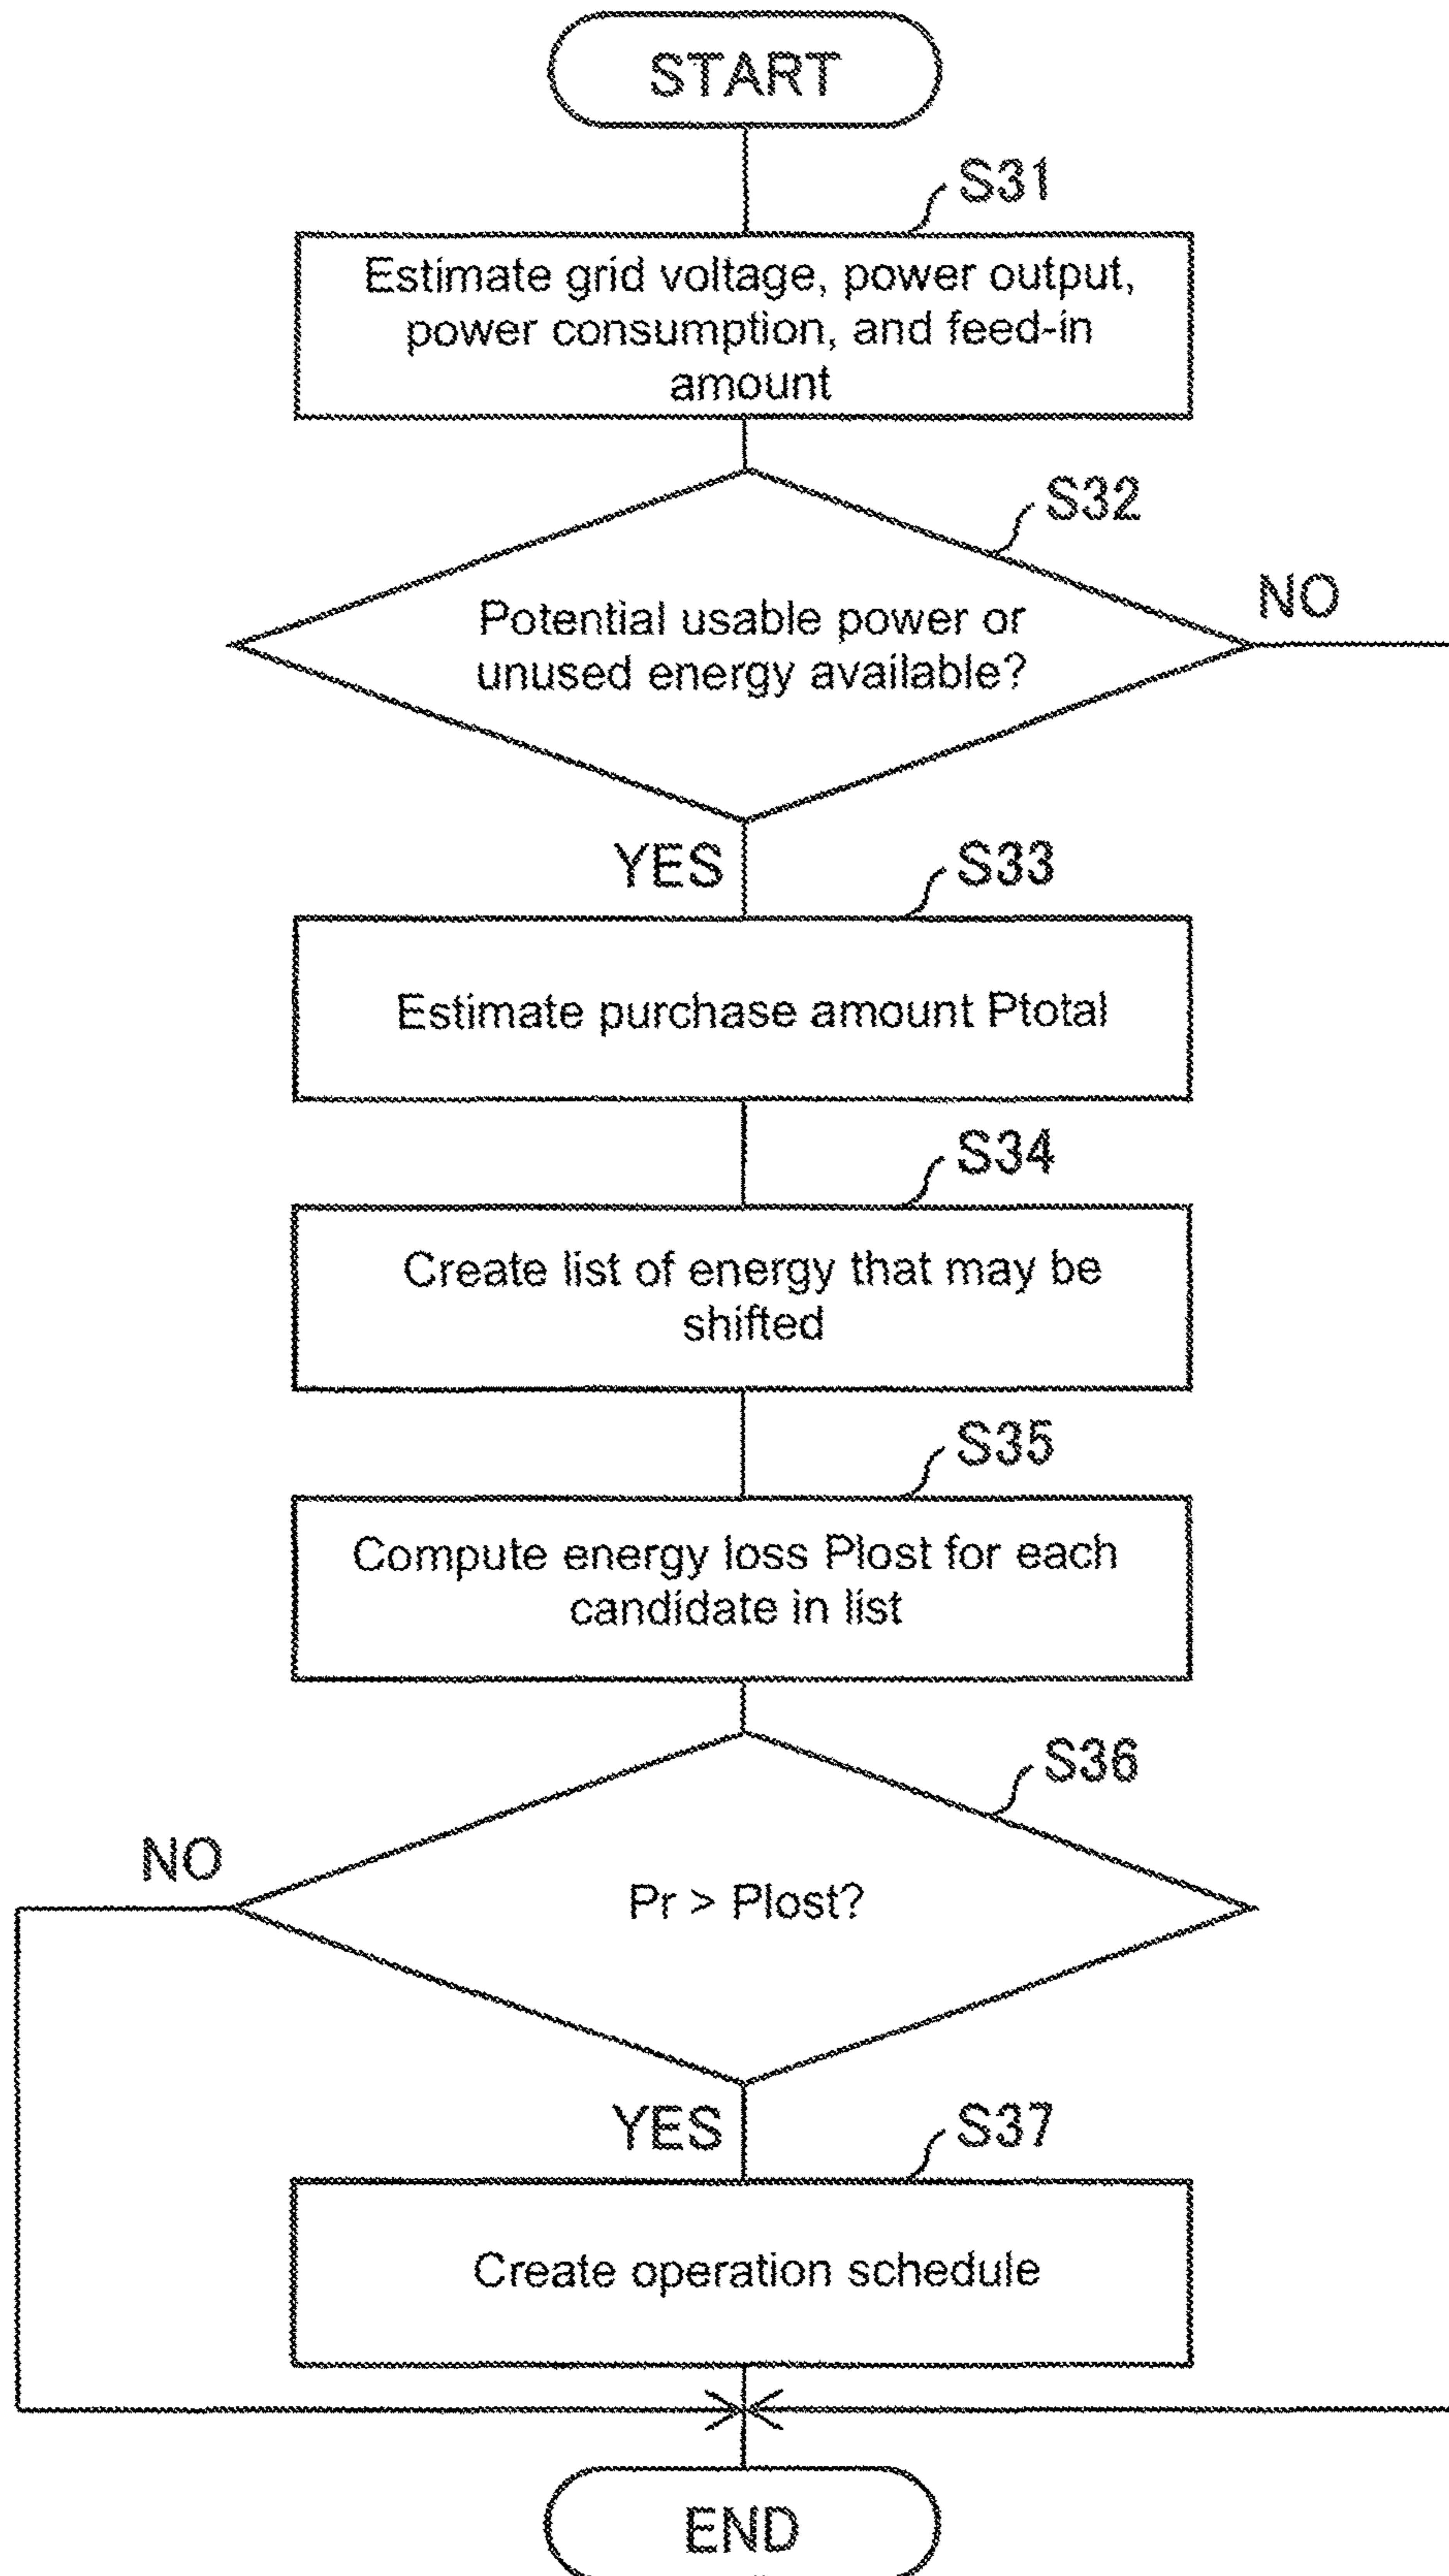 START
S31
Estimate grid voltage, power output,
power consumption, and feed-in
amount
S32
NO
Potential usable power or
unused energy available?
YES
S33
Estimate purchase amount Ptotal
S34
Create list of energy that may be
shifted
S35
Compute energy loss Plost for each
candidate in list
S36
NO
Pr > Plost?
YES
S37
Create operation schedule
END